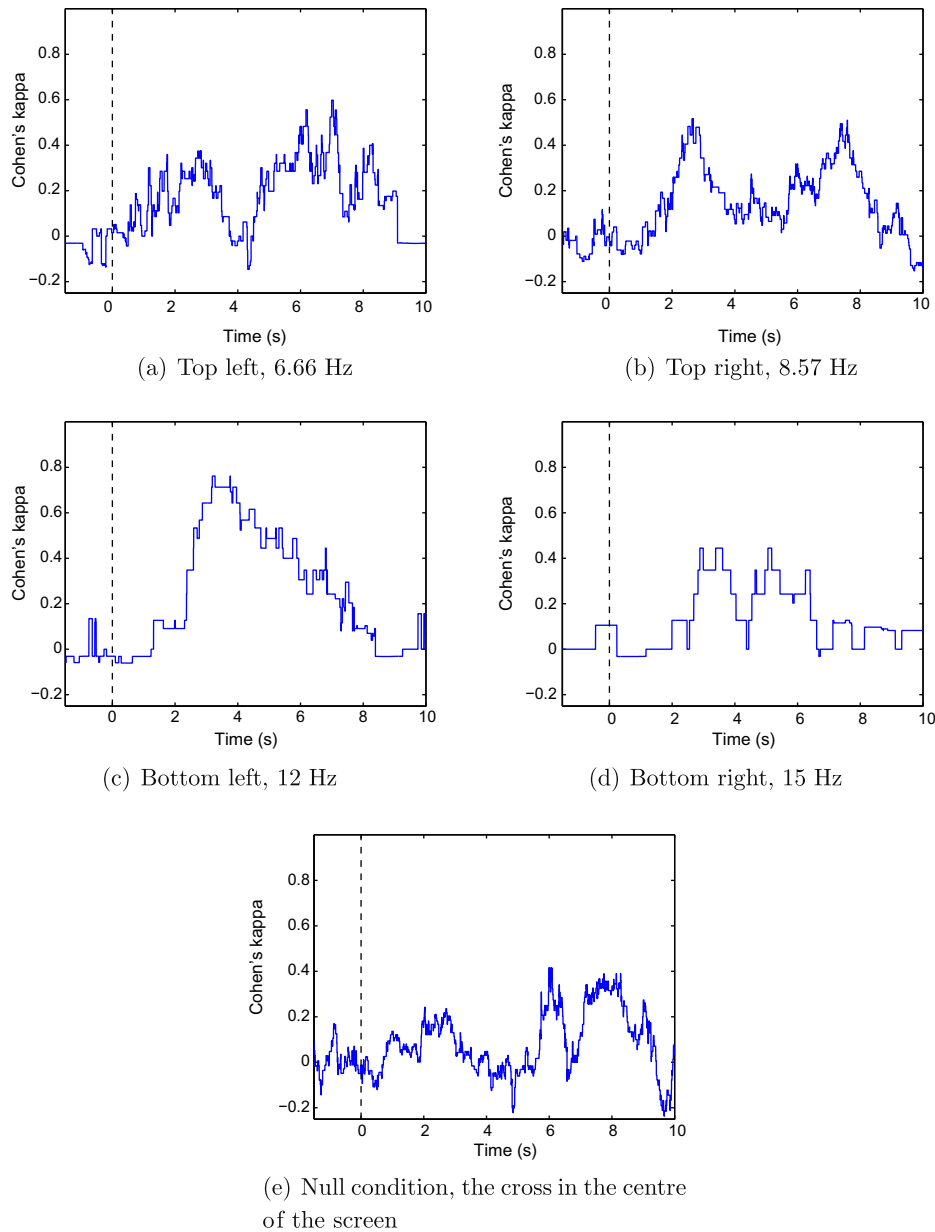 0.8
0.6
0.4
0.2
0
−0.2
Cohen's kappa
0 2 4 6 8 10
Time (s)
(a) Top left, 6.66 Hz
0.8
0.6
0.4
0.2
0
−0.2
Cohen's kappa
0 2 4 6 8 10
Time (s)
(b) Top right, 8.57 Hz
0.8
0.6
0.4
0.2
0
−0.2
Cohen's kappa
0 2 4 6 8 10
Time (s)
(c) Bottom left, 12 Hz
0.8
0.6
0.4
0.2
0
−0.2
Cohen's kappa
0 2 4 6 8 10
Time (s)
(d) Bottom right, 15 Hz
0.8
0.6
0.4
0.2
0
−0.2
Cohen's kappa
0 2 4 6 8 10
Time (s)
(e) Null condition, the cross in the centre
of the screen